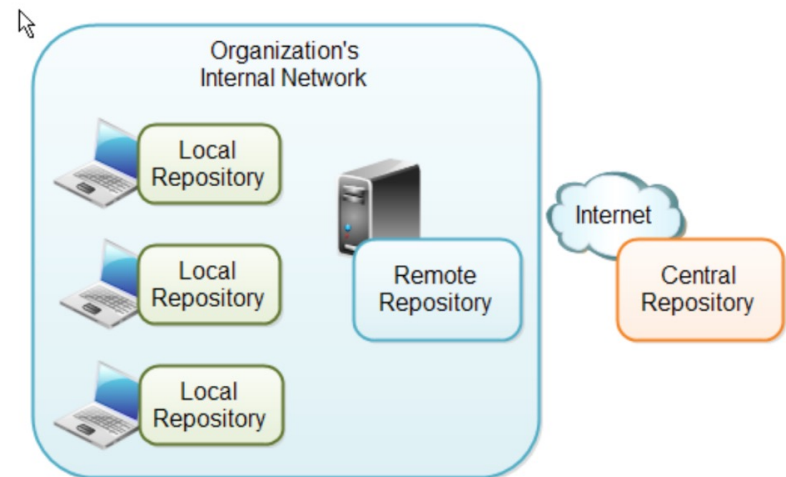 Organization's
Internal Network
Local
Repository
Local
Repository
Local
Repository
Remote
Repository
Internet
Central
Repository